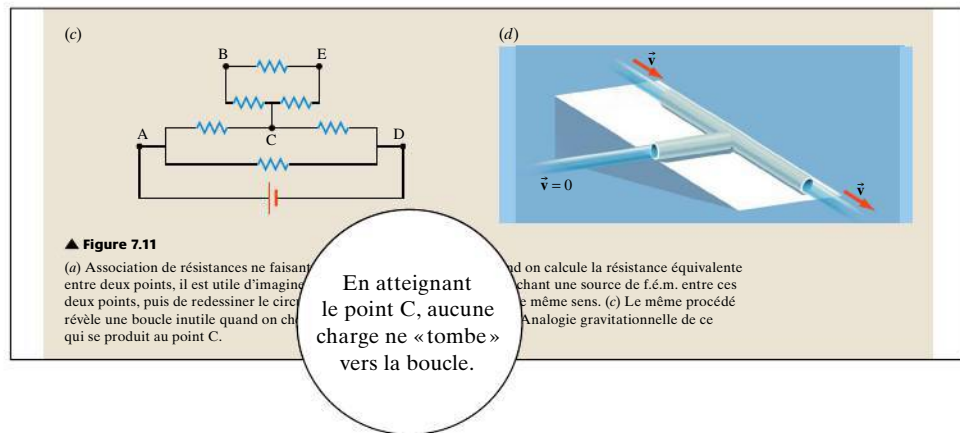 (c)
B
E
A
C
D
(d)
v
v = 0
v
▲ Figure 7.11
(a) Association de résistances ne faisant
nd on calcule la résistance équivalente
entre deux points, il est utile d’imagine
chant une source de f.é.m. entre ces
deux points, puis de redessiner le circu
e même sens. (c) Le même procédé
révèle une boucle inutile quand on ch
Analogie gravitationnelle de ce
qui se produit au point C.
En atteignant
le point C, aucune
charge ne « tombe »
vers la boucle.